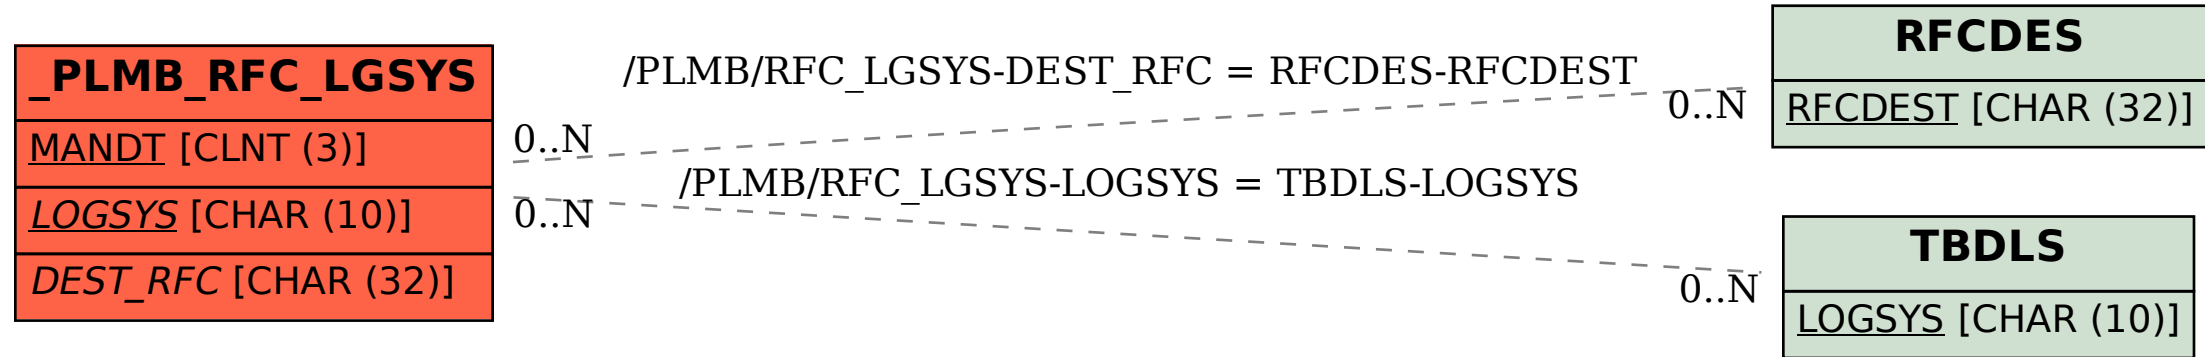 _PLMB_RFC_LGSYS
MANDT [CLNT (3)]
LOGSYS [CHAR (10)]
DEST_RFC [CHAR (32)]
/PLMB/RFC_LGSYS-DEST_RFC = RFCDES-RFCDEST
0..N
0..N
/PLMB/RFC_LGSYS-LOGSYS = TBDLS-LOGSYS
0..N
0..N
RFCDES
RFCDEST [CHAR (32)]
TBDLS
LOGSYS [CHAR (10)]